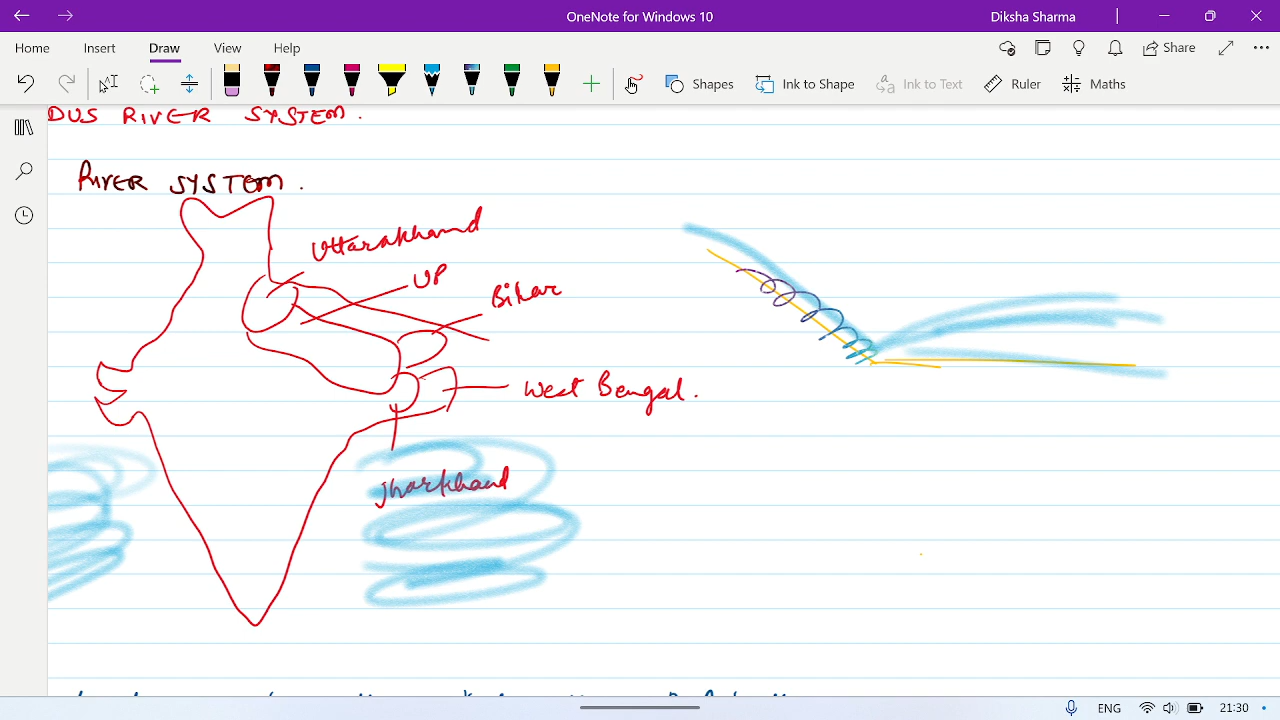 OneNote for Windows 10
Diksha Sharma
Home Insert Draw View Help
Share
Shapes Ink to Shape Ink to Text Ruler Maths
DUS RIVER SYSTEM.
RIVER SYSTEM.
Uttarakhand
UP
Bihar
West Bengal.
Jharkhand
ENG 21:30